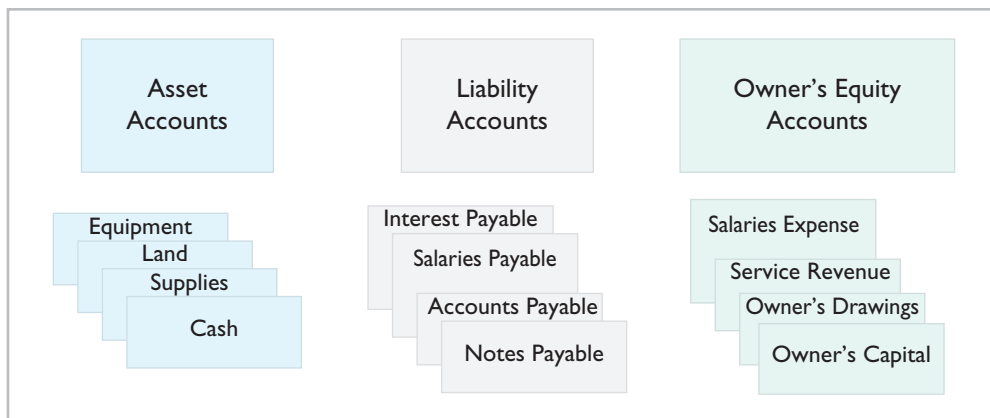 Asset
Accounts
Liability
Accounts
Owner’s Equity
Accounts
Equipment
Land
Supplies
Cash
Interest Payable
Salaries Payable
Accounts Payable
Notes Payable
Salaries Expense
Service Revenue
Owner’s Drawings
Owner’s Capital